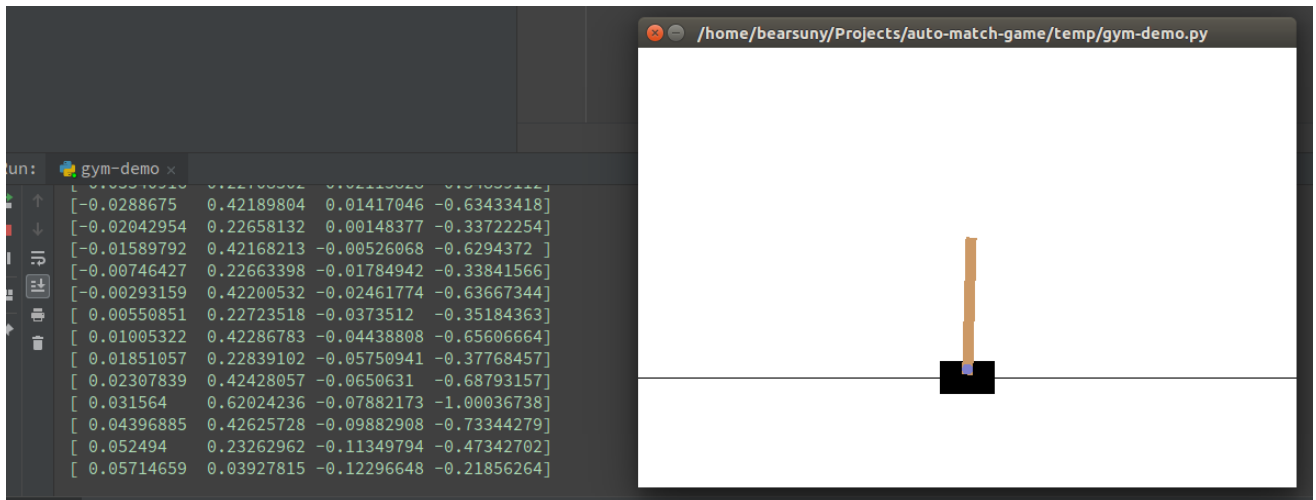 /home/bearsuny/Projects/auto-match-game/temp/gym-demo.py
gym-demo
[-0.0288675   0.42189804  0.01417046 -0.63433418]
[-0.02042954  0.22658132  0.00148377 -0.33722254]
[-0.01589792  0.42168213 -0.00526068 -0.6294372 ]
[-0.00746427  0.22663398 -0.01784942 -0.33841566]
[-0.00293159  0.42200532 -0.02461774 -0.63667344]
[ 0.00550851  0.22723518 -0.0373512  -0.35184363]
[ 0.01005322  0.42286783 -0.04438808 -0.65606664]
[ 0.01851057  0.22839102 -0.05750941 -0.37768457]
[ 0.02307839  0.42428057 -0.0650631  -0.68793157]
[ 0.031564    0.62024236 -0.07882173 -1.00036738]
[ 0.04396885  0.42625728 -0.09882908 -0.73344279]
[ 0.052494    0.23262962 -0.11349794 -0.47342702]
[ 0.05714659  0.03927815 -0.12296648 -0.21856264]